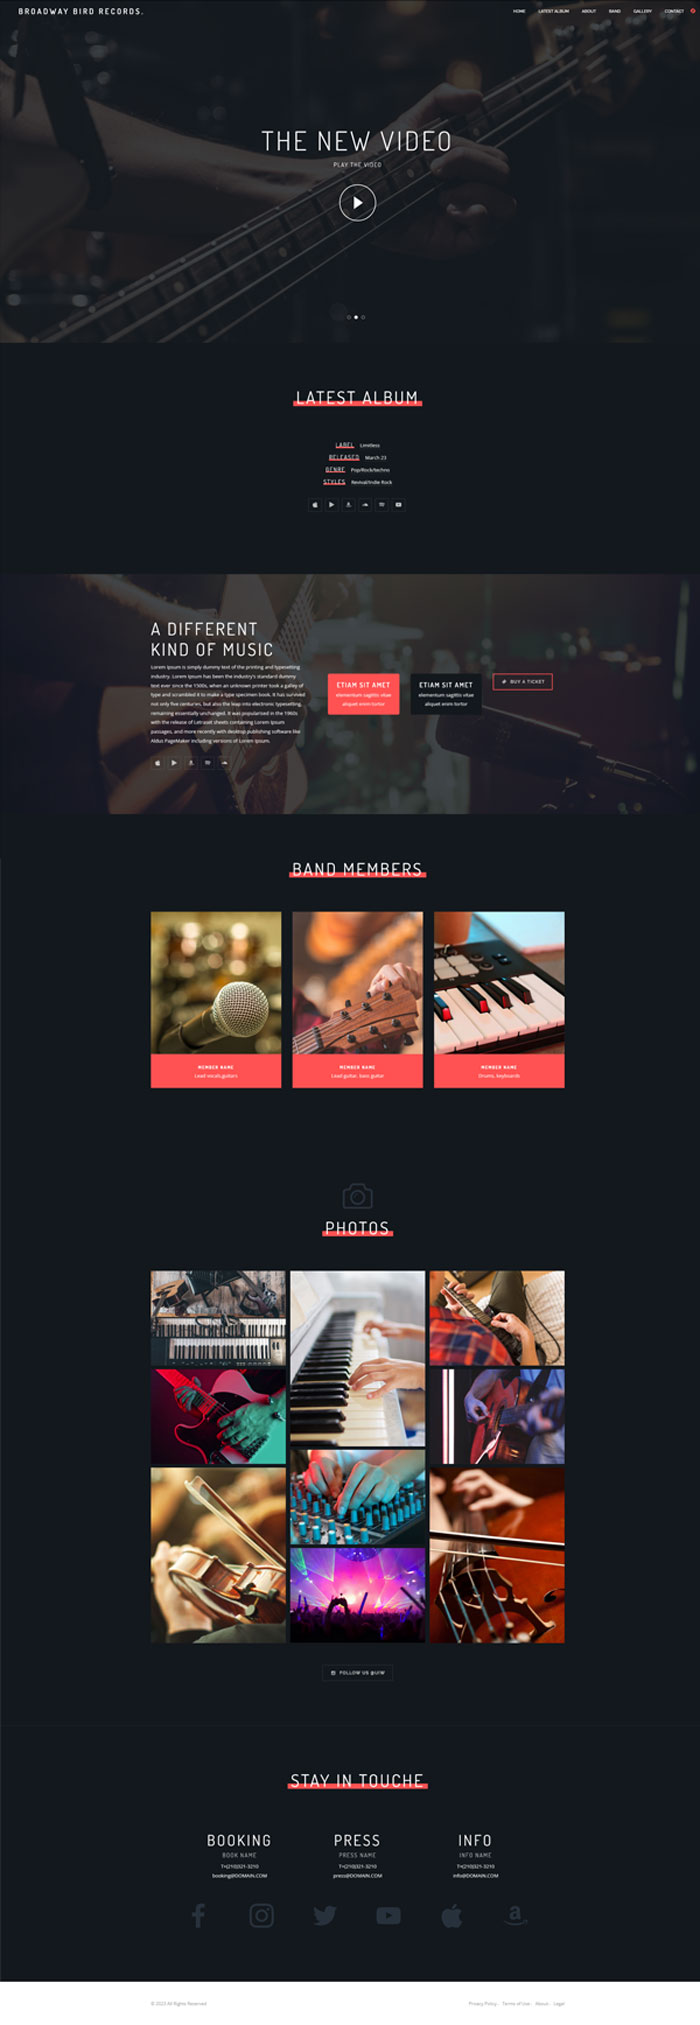 BROADWAY BIRD RECORDS.
HOME LATEST ALBUM ABOUT BAND GALLERY CONTACT
THE NEW VIDEO
PLAY THE VIDEO
LATEST ALBUM
LABEL Limitless
RELEASED March 23
GENRE Pop/Rock/techno
STYLES Revival/Indie Rock
A DIFFERENT
KIND OF MUSIC
Lorem Ipsum is simply dummy text of the printing and typesetting
industry. Lorem Ipsum has been the industry's standard dummy
text ever since the 1500s, when an unknown printer took a galley of
type and scrambled it to make a type specimen book. It has survived
not only five centuries, but also the leap into electronic typesetting,
remaining essentially unchanged. It was popularised in the 1960s
with the release of Letraset sheets containing Lorem Ipsum
passages, and more recently with desktop publishing software like
Aldus PageMaker including versions of Lorem Ipsum.
ETIAM SIT AMET
elementum sagittis vitae
aliquet enim tortor
ETIAM SIT AMET
elementum sagittis vitae
aliquet enim tortor
BUY A TICKET
BAND MEMBERS
MEMBER NAME
Lead vocals,guitars
MEMBER NAME
Lead guitar, bass guitar
MEMBER NAME
Drums, keyboards
PHOTOS
FOLLOW US @UIW
STAY IN TOUCHE
BOOKING
BOOK NAME
T+(210)321-3210
booking@DOMAIN.COM
PRESS
PRESS NAME
T+(210)321-3210
press@DOMAIN.COM
INFO
INFO NAME
T+(210)321-3210
info@DOMAIN.COM
© 2023 All Rights Reserved
Privacy Policy . Terms of Use . About . Legal